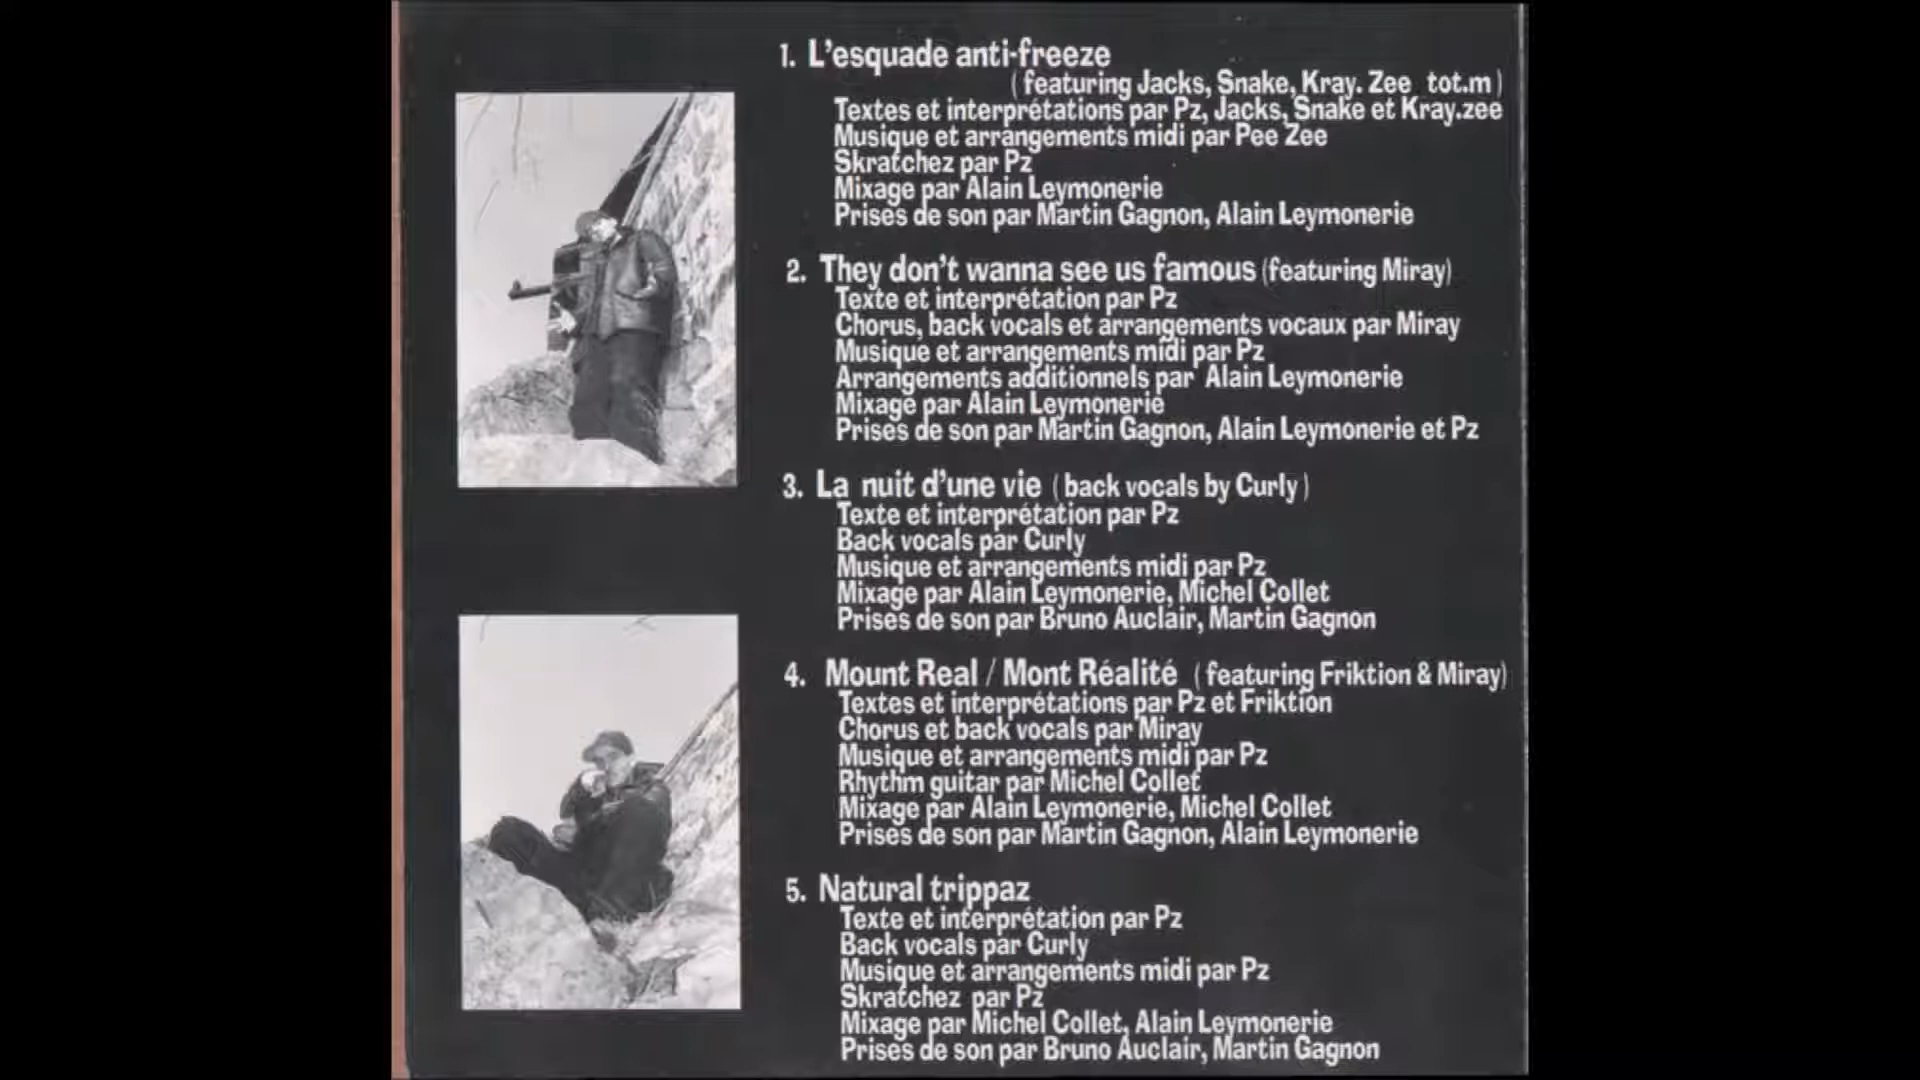 1. L'esquade anti-freeze
(featuring Jacks, Snake, Kray. Zee tot.m)
Textes et interprétations par Pz, Jacks, Snake et Kray.zee
Musique et arrangements midi par Pee Zee
Skratchez par Pz
Mixage par Alain Leymonerie
Prises de son par Martin Gagnon, Alain Leymonerie
2. They don't wanna see us famous (featuring Miray)
Texte et interprétation par Pz
Chorus, back vocals et arrangements vocaux par Miray
Musique et arrangements midi par Pz
Arrangements additionnels par Alain Leymonerie
Mixage par Alain Leymonerie
Prises de son par Martin Gagnon, Alain Leymonerie et Pz
3. La nuit d'une vie (back vocals by Curly)
Texte et interprétation par Pz
Back vocals par Curly
Musique et arrangements midi par Pz
Mixage par Alain Leymonerie, Michel Collet
Prises de son par Bruno Auclair, Martin Gagnon
4. Mount Real / Mont Réalité (featuring Friktion & Miray)
Textes et interprétations par Pz et Friktion
Chorus et back vocals par Miray
Musique et arrangements midi par Pz
Rhythm guitar par Michel Collet
Mixage par Alain Leymonerie, Michel Collet
Prises de son par Martin Gagnon, Alain Leymonerie
5. Natural trippaz
Texte et interprétation par Pz
Back vocals par Curly
Musique et arrangements midi par Pz
Skratchez par Pz
Mixage par Michel Collet, Alain Leymonerie
Prises de son par Bruno Auclair, Martin Gagnon